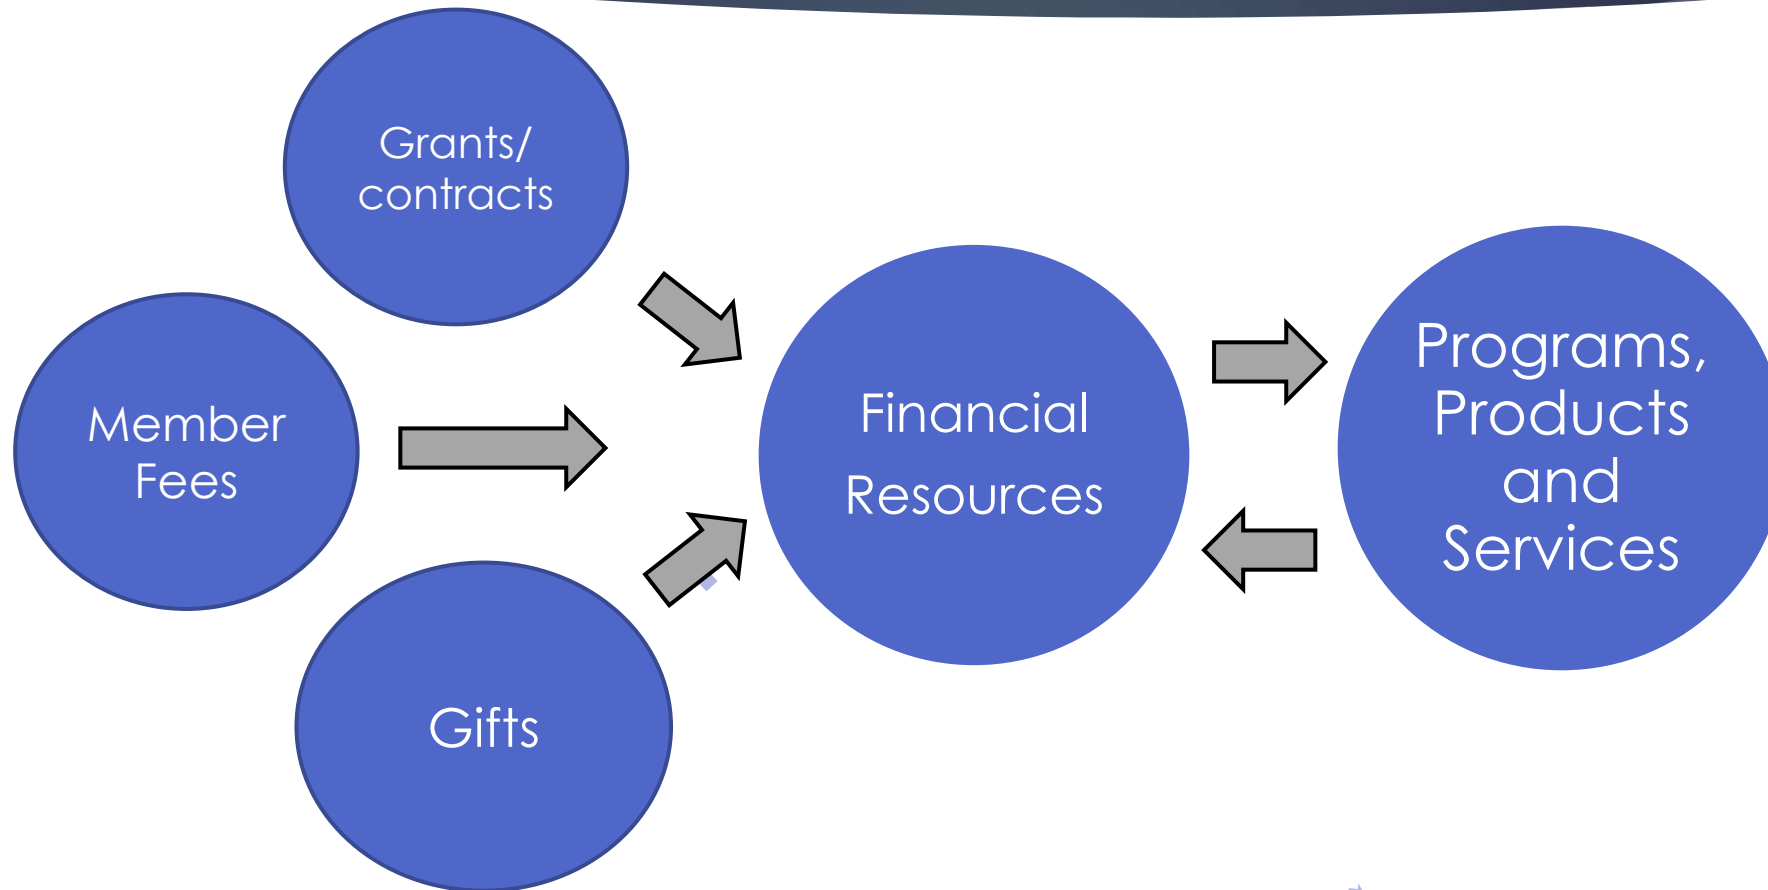 Grants/
contracts
Member
Fees
Gifts
Financial
Resources
Programs,
Products
and
Services